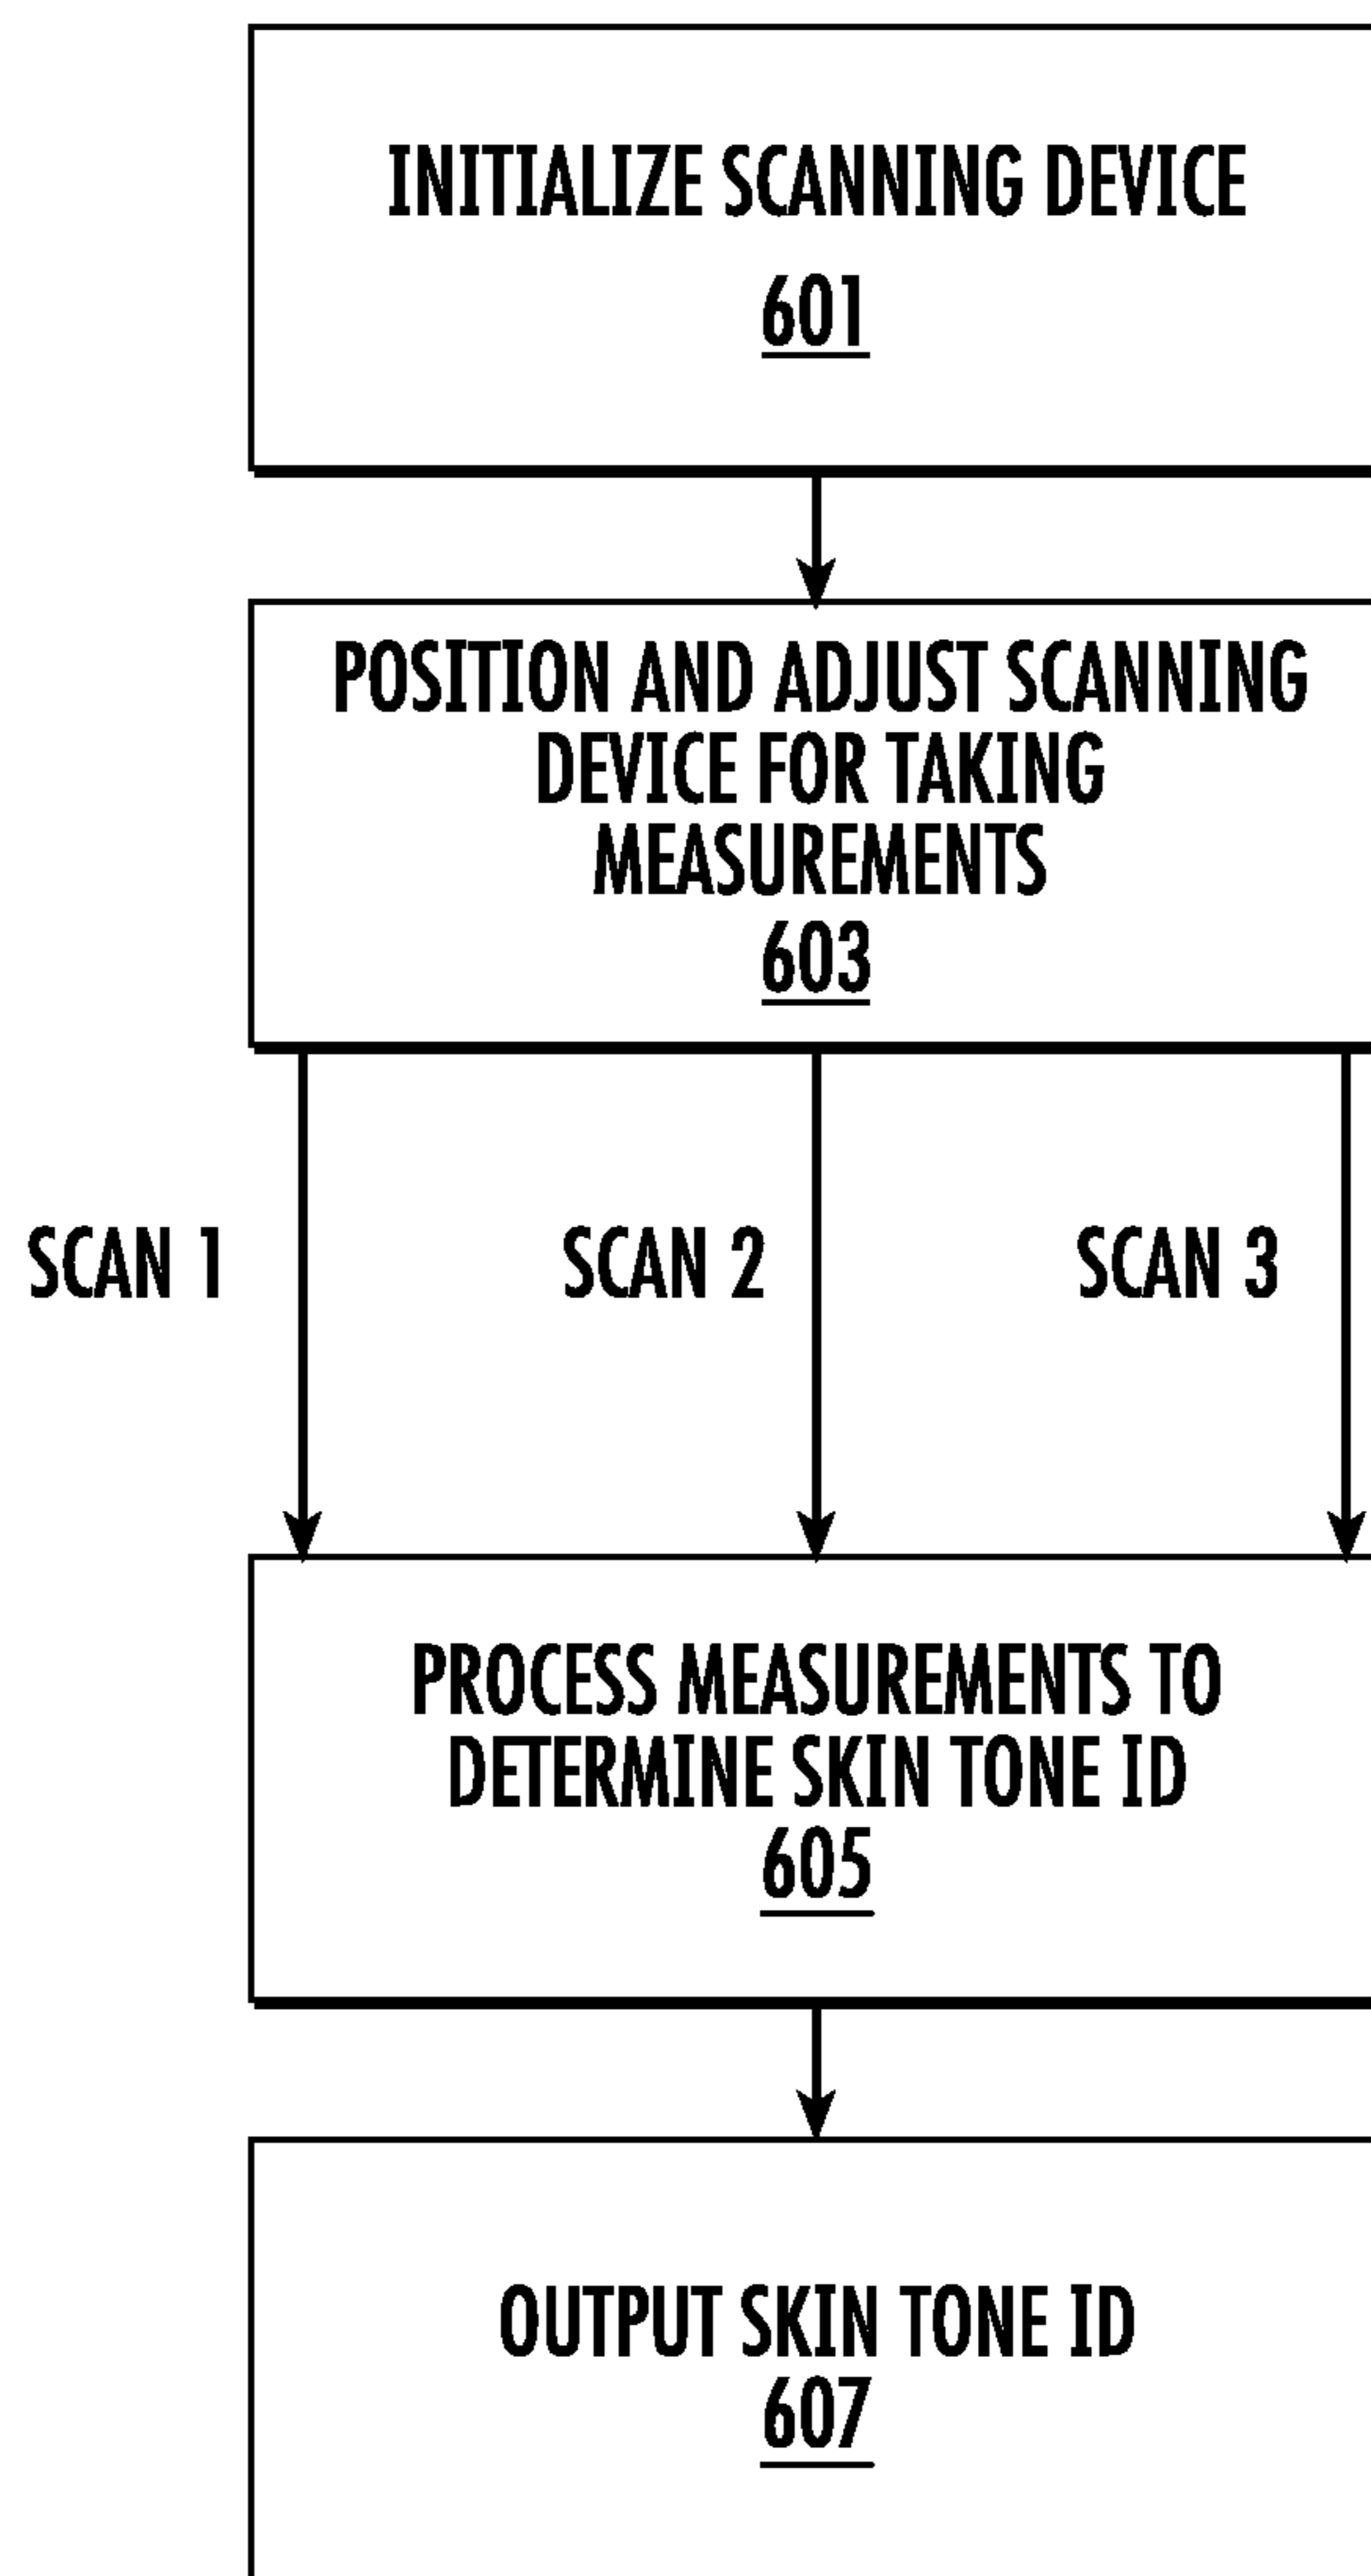 INITIALIZE SCANNING DEVICE
601
POSITION AND ADJUST SCANNING
DEVICE FOR TAKING
MEASUREMENTS
603
SCAN 1
SCAN 2
SCAN 3
PROCESS MEASUREMENTS TO
DETERMINE SKIN TONE ID
605
OUTPUT SKIN TONE ID
607